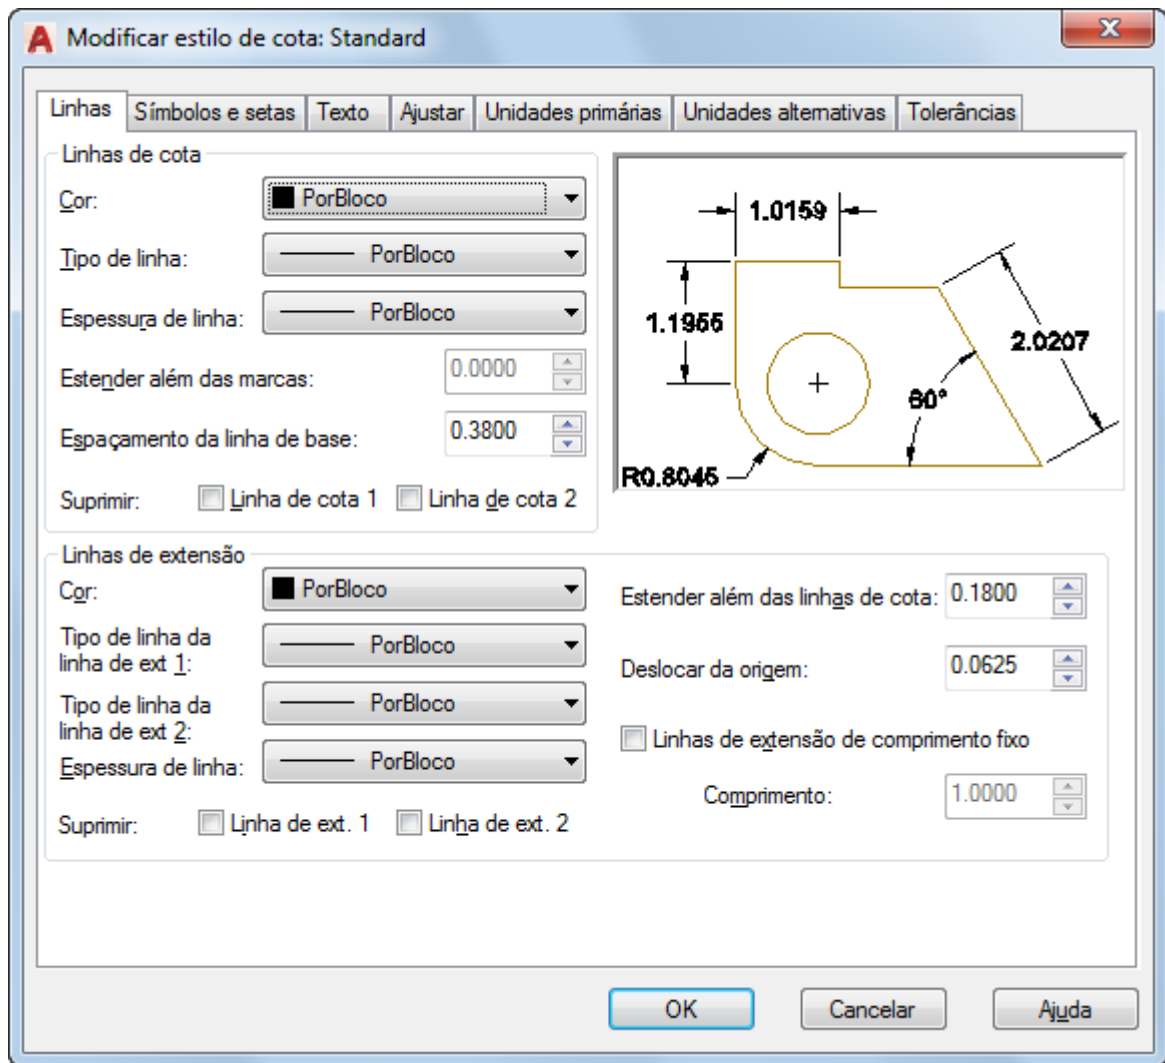 Modificar estilo de cota: Standard
Linhas Símbolos e setas Texto Ajustar Unidades primárias Unidades alternativas Tolerâncias
Linhas de cota
Cor: PorBloco
Tipo de linha: PorBloco
Espessura de linha: PorBloco
Estender além das marcas: 0.0000
Espaçamento da linha de base: 0.3800
Suprimir: Linha de cota 1 Linha de cota 2
1.0159
1.1955
2.0207
60°
R0.8045
Linhas de extensão
Cor: PorBloco
Tipo de linha da
linha de ext 1: PorBloco
Tipo de linha da
linha de ext 2: PorBloco
Espessura de linha: PorBloco
Suprimir: Linha de ext. 1 Linha de ext. 2
Estender além das linhas de cota: 0.1800
Deslocar da origem: 0.0625
Linhas de extensão de comprimento fixo
Comprimento: 1.0000
OK Cancelar Ajuda